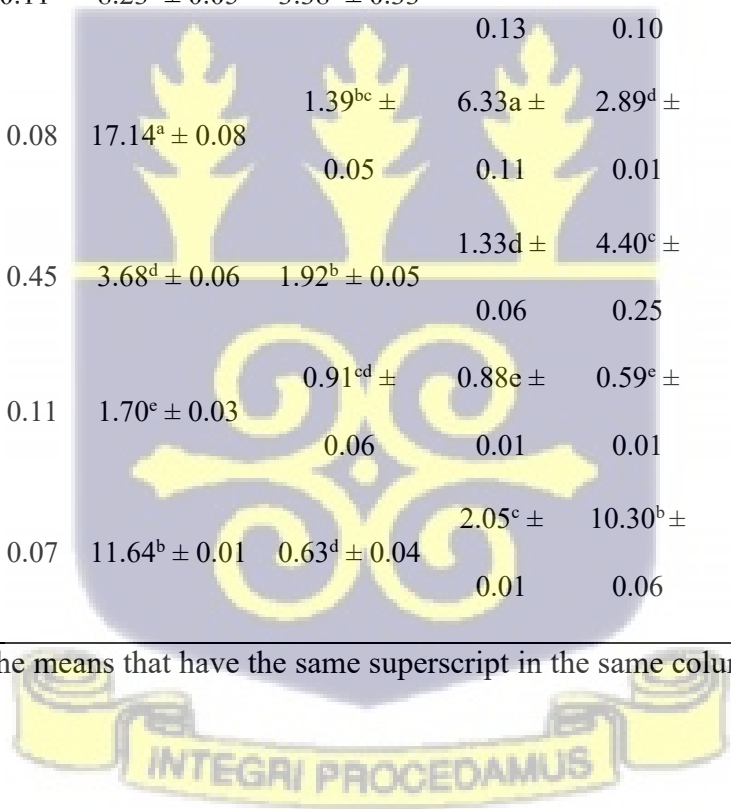 0.13 0.10
1.39ᵇᶜ ± 6.33a ± 2.89ᵈ ±
0.08 17.14ᵃ ± 0.08
0.05 0.11 0.01
1.33d ± 4.40ᶜ ±
0.45 3.68ᵈ ± 0.06 1.92ᵇ ± 0.05
0.06 0.25
0.91ᶜᵈ ± 0.88e ± 0.59ᵉ ±
0.11 1.70ᵉ ± 0.03
0.06 0.01 0.01
2.05ᶜ ± 10.30ᵇ ±
0.07 11.64ᵇ ± 0.01 0.63ᵈ ± 0.04
0.01 0.06
he means that have the same superscript in the same colu
INTEGRI PROCEDAMUS